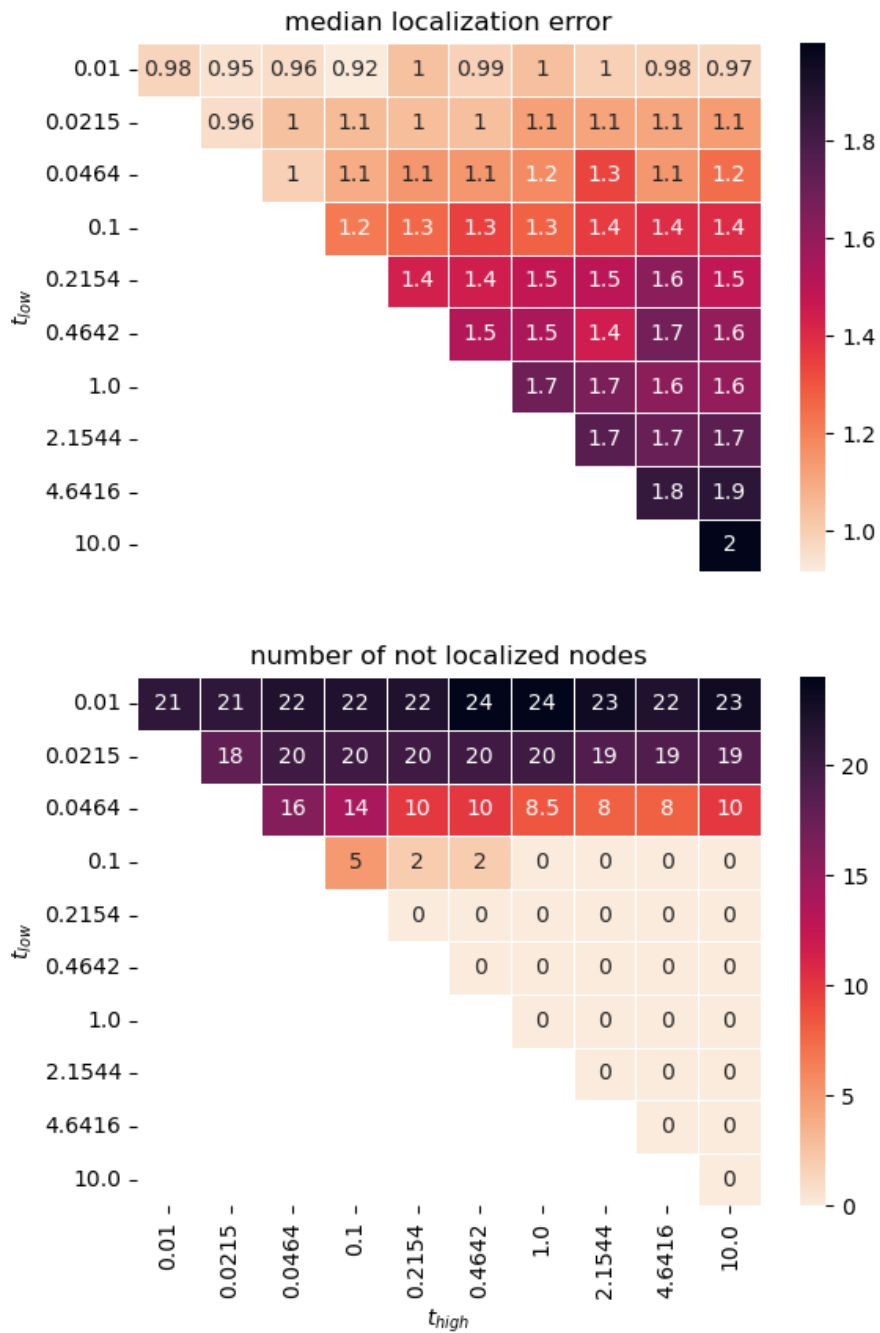 median localization error
0.01 0.98 0.95 0.96 0.92 1 0.99 1 1 0.98 0.97
0.0215 0.96 1 1.1 1 1 1.1 1.1 1.1 1.1
0.0464 1 1.1 1.1 1.1 1.2 1.3 1.1 1.2
0.1 1.2 1.3 1.3 1.3 1.4 1.4 1.4
0.2154 1.4 1.4 1.5 1.5 1.6 1.5
0.4642 1.5 1.5 1.4 1.7 1.6
1.0 1.7 1.7 1.6 1.6
2.1544 1.7 1.7 1.7
4.6416 1.8 1.9
10.0 2
t_low
1.8
1.6
1.4
1.2
1.0
number of not localized nodes
0.01 21 21 22 22 22 24 24 23 22 23
0.0215 18 20 20 20 20 20 19 19 19
0.0464 16 14 10 10 8.5 8 8 10
0.1 5 2 2 0 0 0 0
0.2154 0 0 0 0 0 0
0.4642 0 0 0 0 0
1.0 0 0 0 0
2.1544 0 0 0
4.6416 0 0
10.0 0
t_low
20
15
10
5
0
0.01 0.0215 0.0464 0.1 0.2154 0.4642 1.0 2.1544 4.6416 10.0
t_high